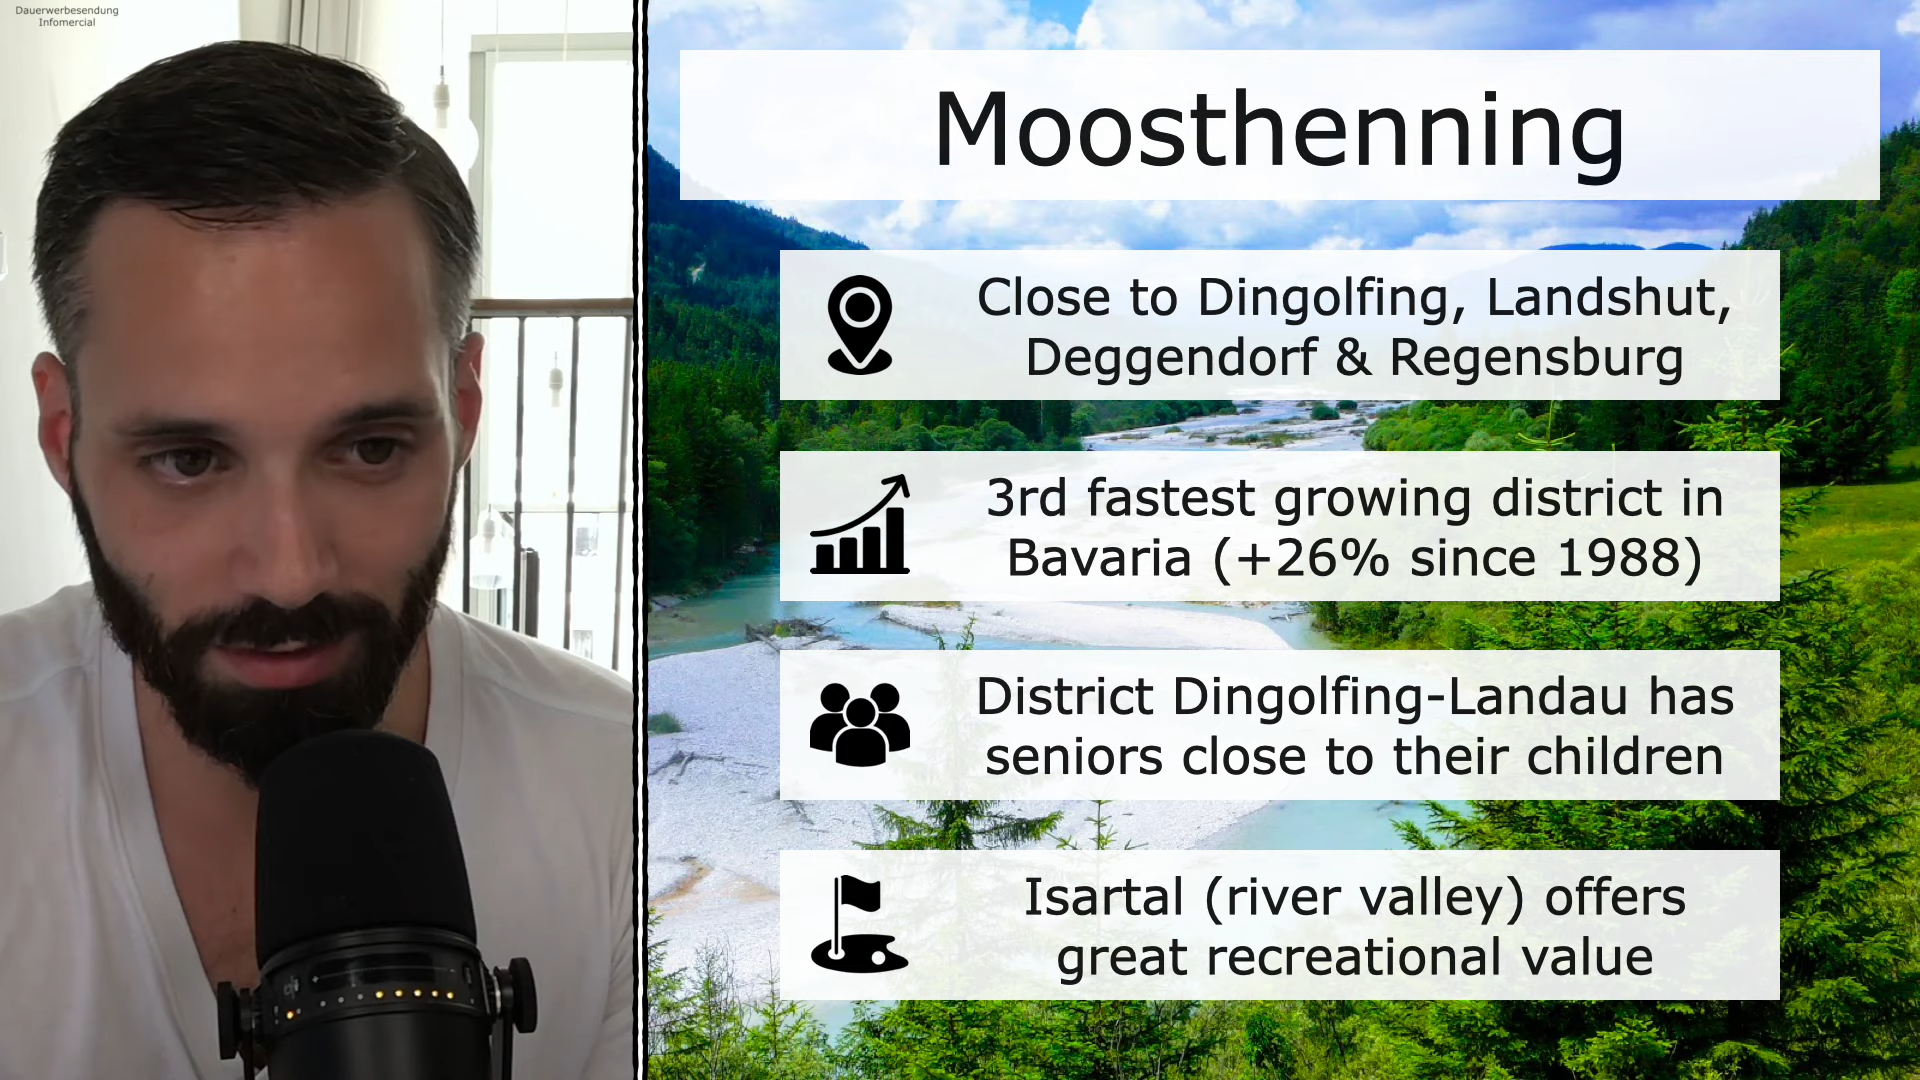 Dauerwerbesendung
Infomercial
Moosthenning
Close to Dingolfing, Landshut,
Deggendorf & Regensburg
3rd fastest growing district in
Bavaria (+26% since 1988)
District Dingolfing-Landau has
seniors close to their children
Isartal (river valley) offers
great recreational value